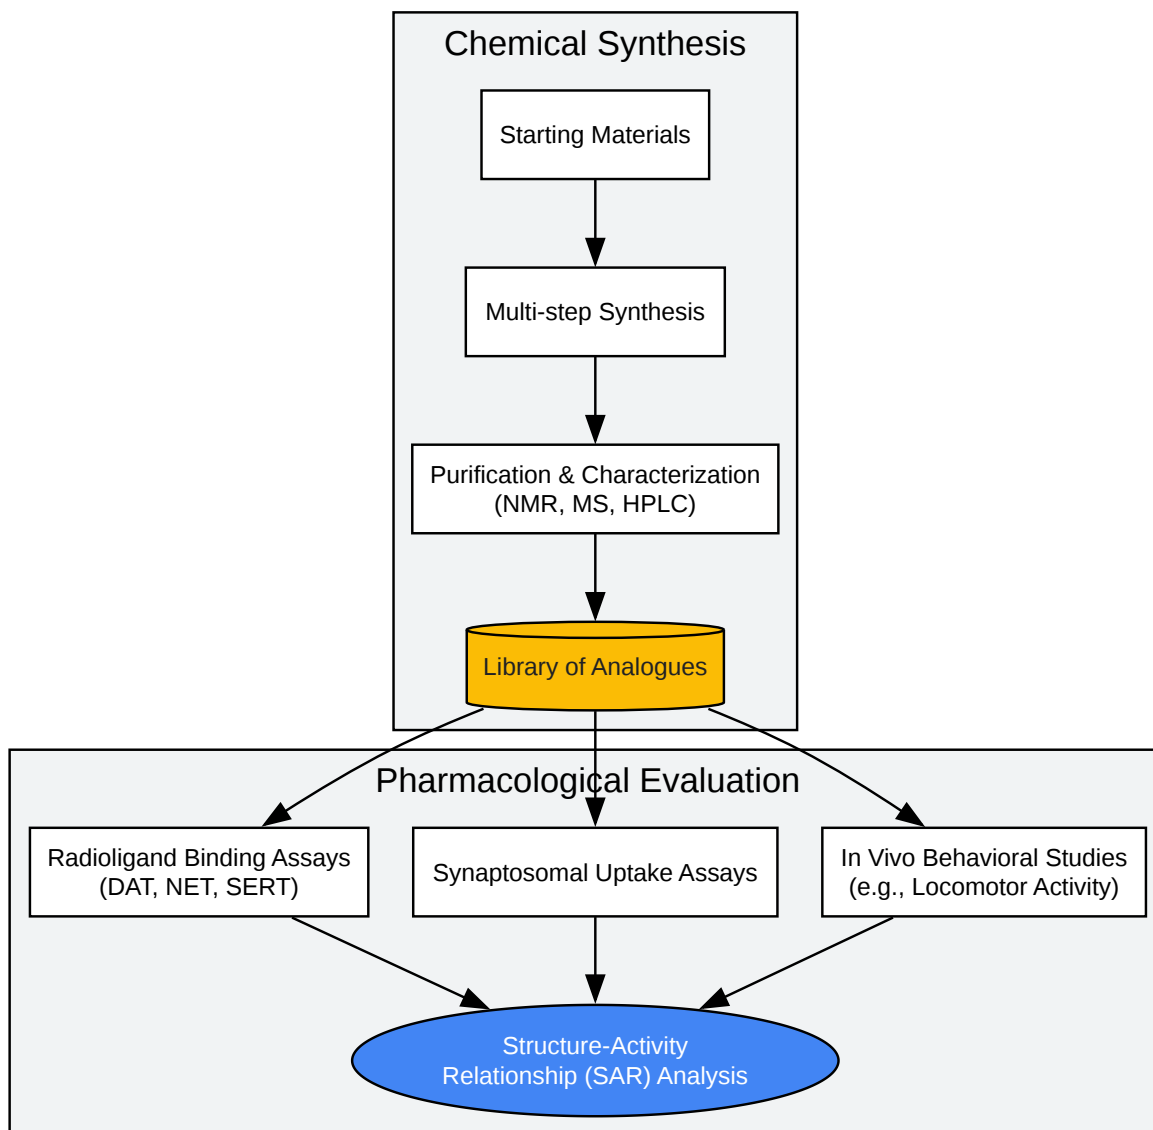 Chemical Synthesis
Starting Materials
Multi-step Synthesis
Purification & Characterization
(NMR, MS, HPLC)
Library of Analogues
Pharmacological Evaluation
Radioligand Binding Assays
(DAT, NET, SERT)
Synaptosomal Uptake Assays
In Vivo Behavioral Studies
(e.g., Locomotor Activity)
Structure-Activity
Relationship (SAR) Analysis